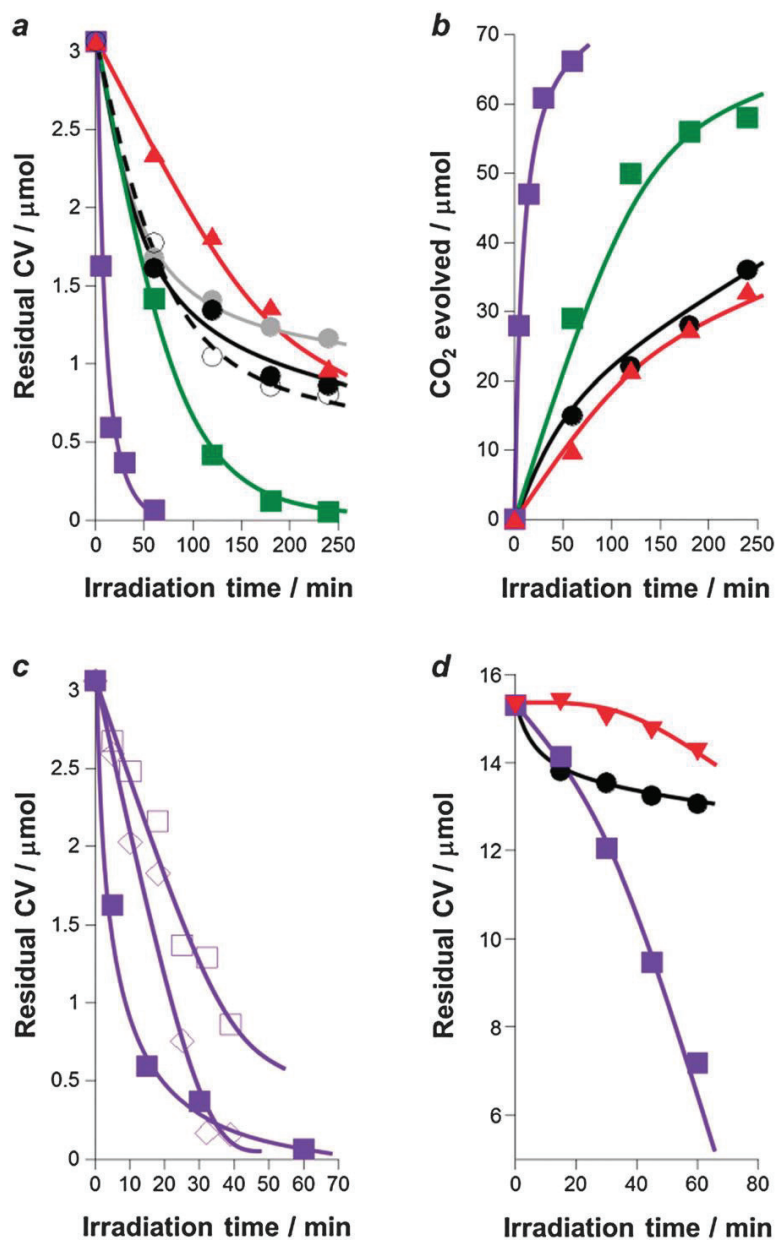 a
3
2.5
2
1.5
1
0.5
0
0 50 100 150 200 250
Residual CV / μmol
Irradiation time / min
b
70
60
50
40
30
20
10
0
0 50 100 150 200 250
CO2 evolved / μmol
Irradiation time / min
c
3
2.5
2
1.5
1
0.5
0
0 10 20 30 40 50 60 70
Residual CV / μmol
Irradiation time / min
d
16
14
12
10
8
6
0 20 40 60 80
Residual CV / μmol
Irradiation time / min